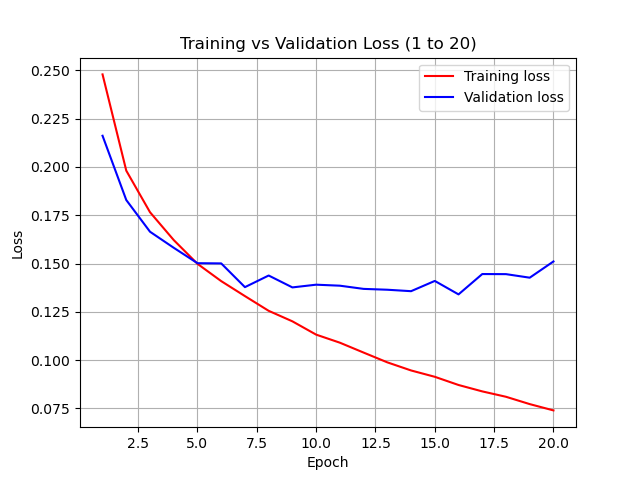 Training vs Validation Loss (1 to 20)
Training loss
Validation loss
0.250
0.225
0.200
0.175
0.150
0.125
0.100
0.075
Loss
2.5 5.0 7.5 10.0 12.5 15.0 17.5 20.0
Epoch